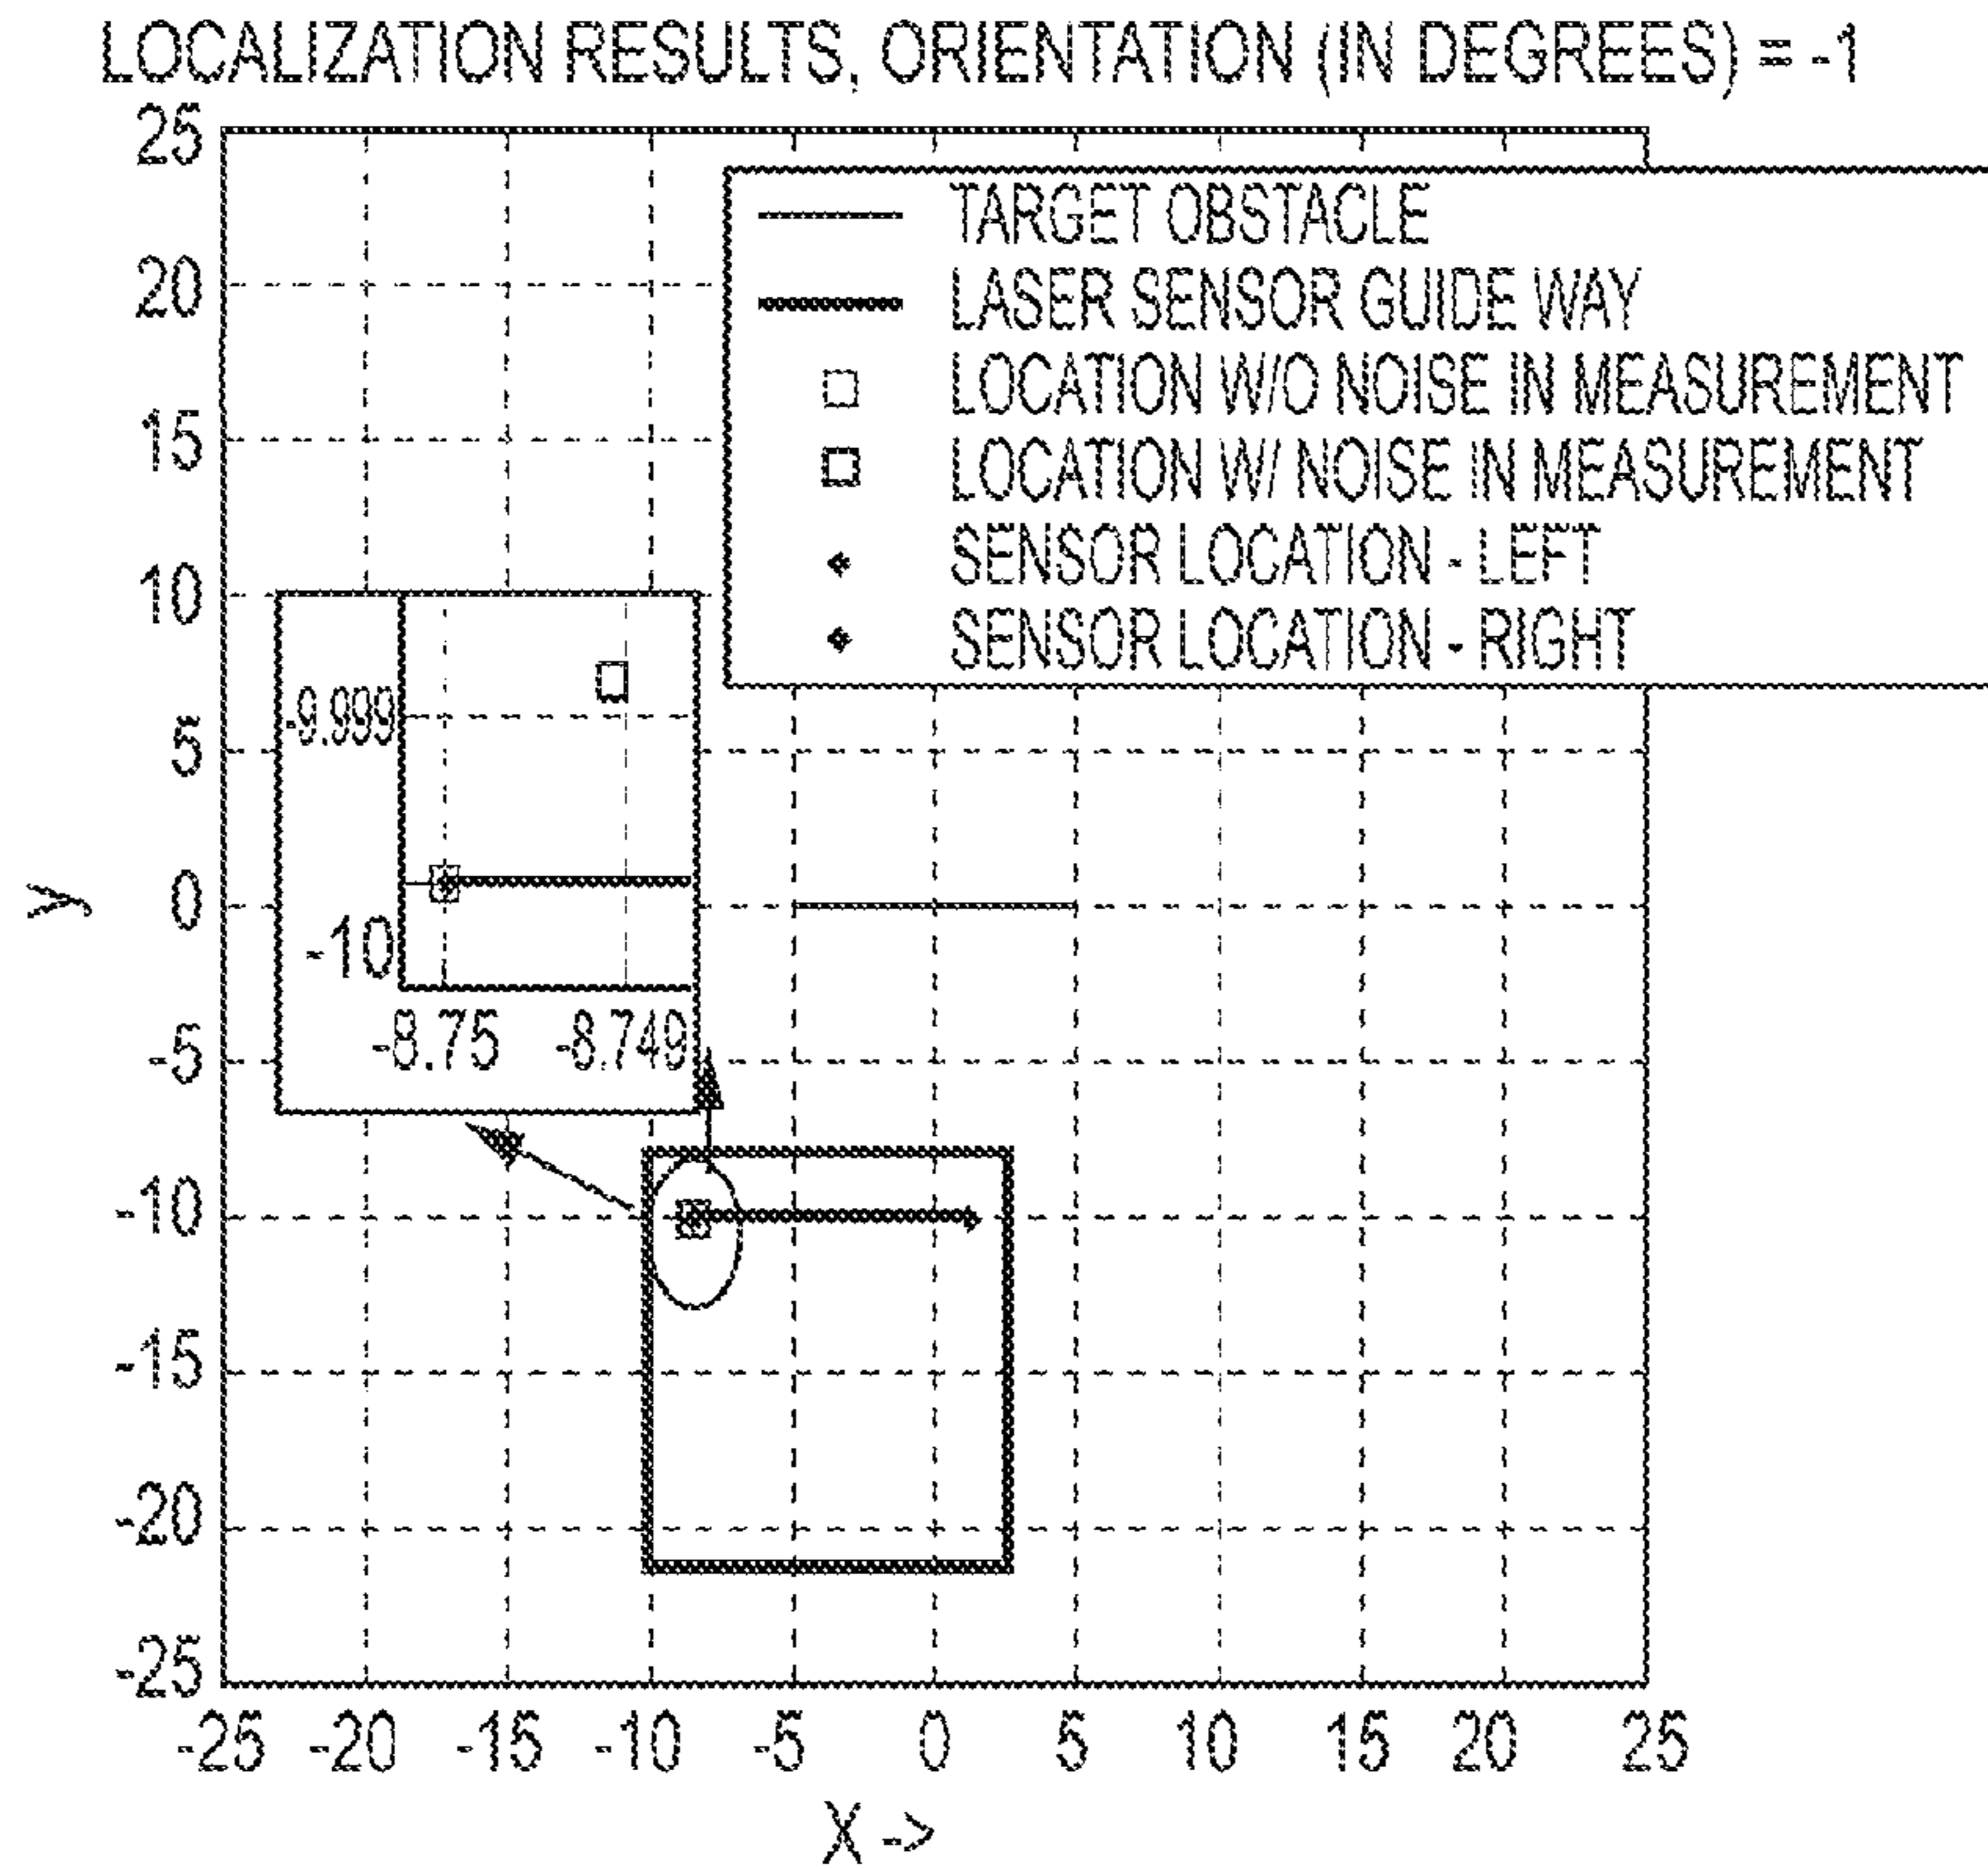 LOCALIZATION RESULTS, ORIENTATION (IN DEGREES) = -1
25
20
15
10
5
0
-5
-10
-15
-20
-25
y
TARGET OBSTACLE
LASER SENSOR GUIDE WAY
LOCATION W/O NOISE IN MEASUREMENT
LOCATION W/ NOISE IN MEASUREMENT
SENSOR LOCATION - LEFT
SENSOR LOCATION - RIGHT
-9.999
-10
-8.75 -8.749
-25 -20 -15 -10 -5 0 5 10 15 20 25
X ->